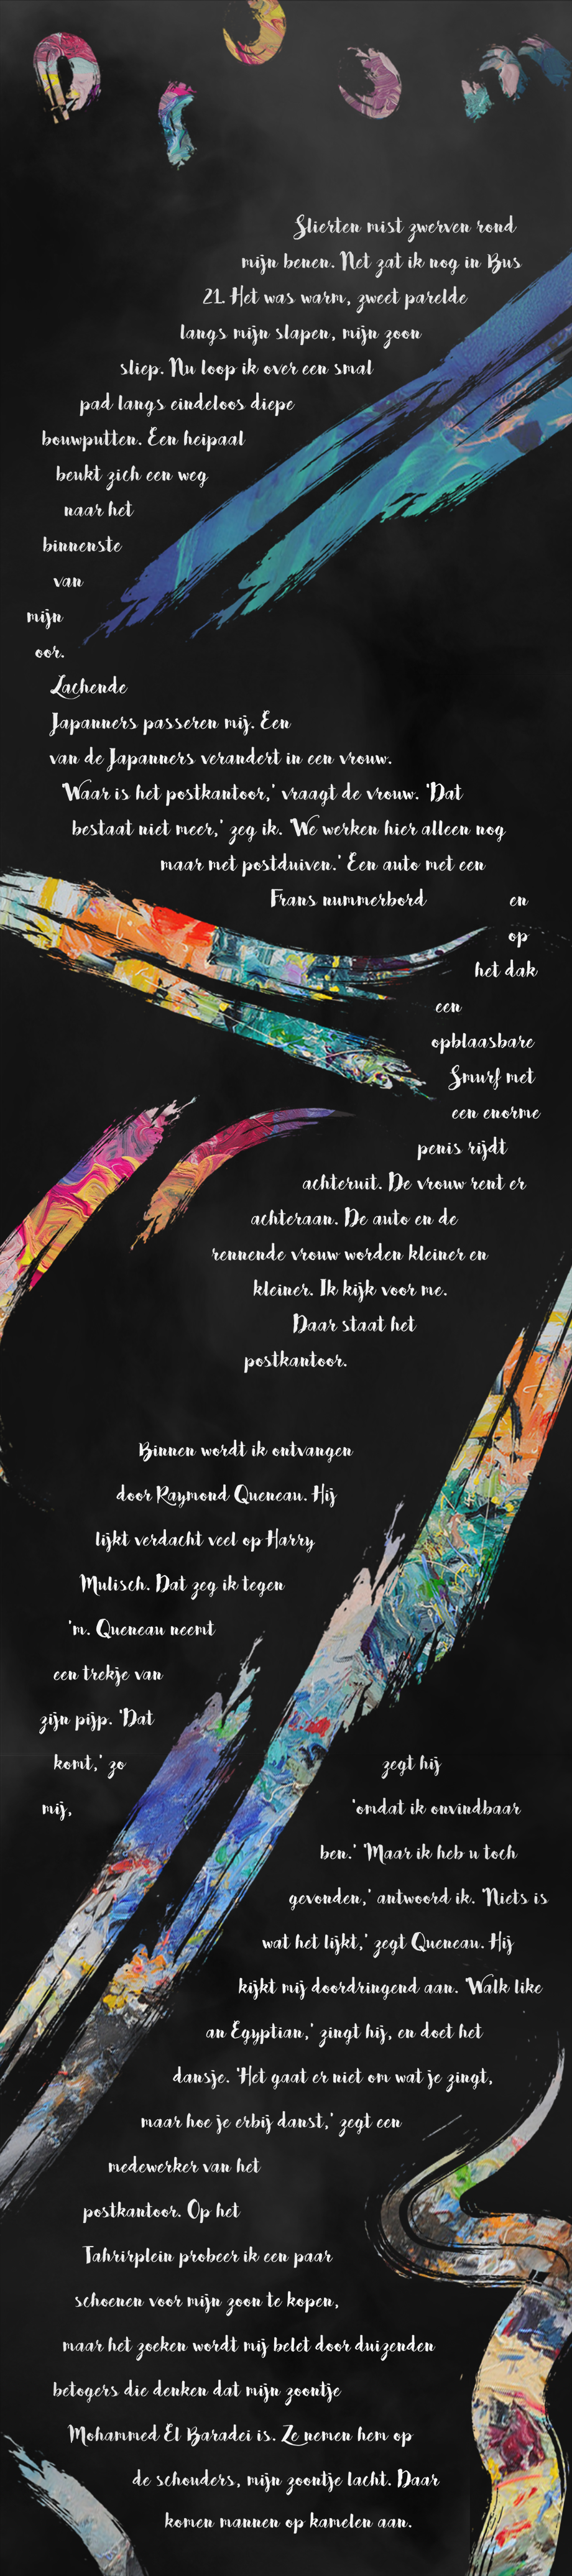 Slierten mist zwerven rond
mijn benen. Net zat ik nog in Bus
21. Het was warm, zweet parelde
langs mijn slapen, mijn zoon
sliep. Nu loop ik over een smal
pad langs eindeloos diepe
bouwputten. Een heipaal
beukt zich een weg
naar het
binnenste
van
mijn
oor.
Lachende
Japanners passeren mij. Een
van de Japanners verandert in een vrouw.
'Waar is het postkantoor,' vraagt de vrouw. 'Dat
bestaat niet meer,' zeg ik. 'We werken hier alleen nog
maar met postduiven.' Een auto met een
Frans nummerbord en
op
het dak
een
opblaasbare
Smurf met
een enorme
penis rijdt
achteruit. De vrouw rent er
achteraan. De auto en de
rennende vrouw worden kleiner en
kleiner. Ik kijk voor me.
Daar staat het
postkantoor.
Binnen wordt ik ontvangen
door Raymond Queneau. Hij
lijkt verdacht veel op Harry
Mulisch. Dat zeg ik tegen
'm. Queneau neemt
een trekje van
zijn pijp. 'Dat
komt,' zo zegt hij
mij, 'omdat ik onvindbaar
ben.' 'Maar ik heb u toch
gevonden,' antwoord ik. 'Niets is
wat het lijkt,' zegt Queneau. Hij
kijkt mij doordringend aan. 'Walk like
an Egyptian,' zingt hij, en doet het
dansje. 'Het gaat er niet om wat je zingt,
maar hoe je erbij danst,' zegt een
medewerker van het
postkantoor. Op het
Tahrirplein probeer ik een paar
schoenen voor mijn zoon te kopen,
maar het zoeken wordt mij belet door duizenden
betogers die denken dat mijn zoontje
Mohammed El Baradei is. Ze nemen hem op
de schouders, mijn zoontje lacht. Daar
komen mannen op kamelen aan.